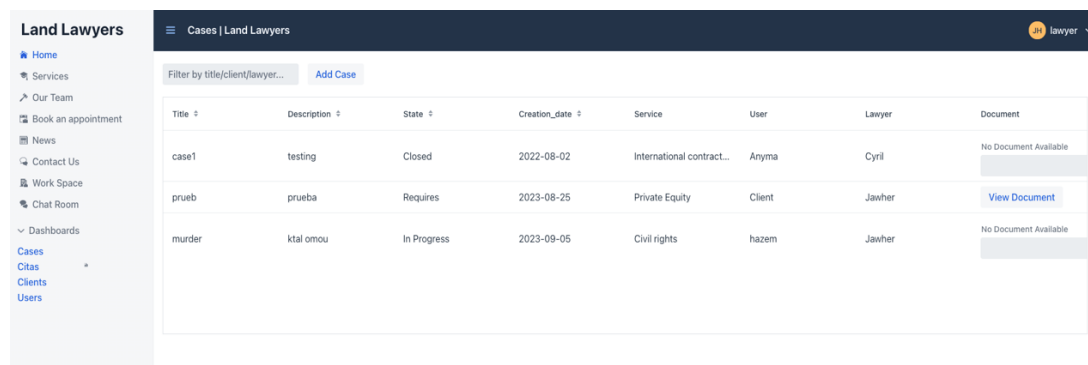 Land Lawyers
Home
Services
Our Team
Book an appointment
News
Contact Us
Work Space
Chat Room
Dashboards
Cases
Citas
Clients
Users
Cases | Land Lawyers
JH lawyer
Filter by title/client/lawyer... Add Case
Title Description State Creation_date Service User Lawyer Document
case1 testing Closed 2022-08-02 International contract... Anyma Cyril No Document Available
prueb prueba Requires 2023-08-25 Private Equity Client Jawher View Document
murder ktal omou In Progress 2023-09-05 Civil rights hazem Jawher No Document Available